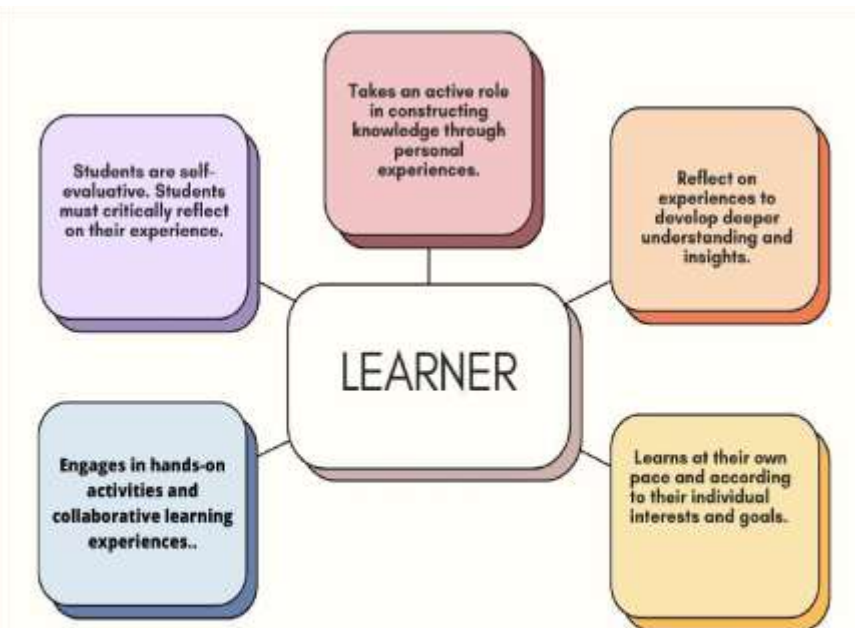 Takes an active role
in constructing
knowledge through
personal
experiences.
Students are self-
evaluative. Students
must critically reflect
on their experience.
Reflect on
experiences to
develop deeper
understanding and
insights.
LEARNER
Engages in hands-on
activities and
collaborative learning
experiences..
Learns at their own
pace and according
to their individual
interests and goals.